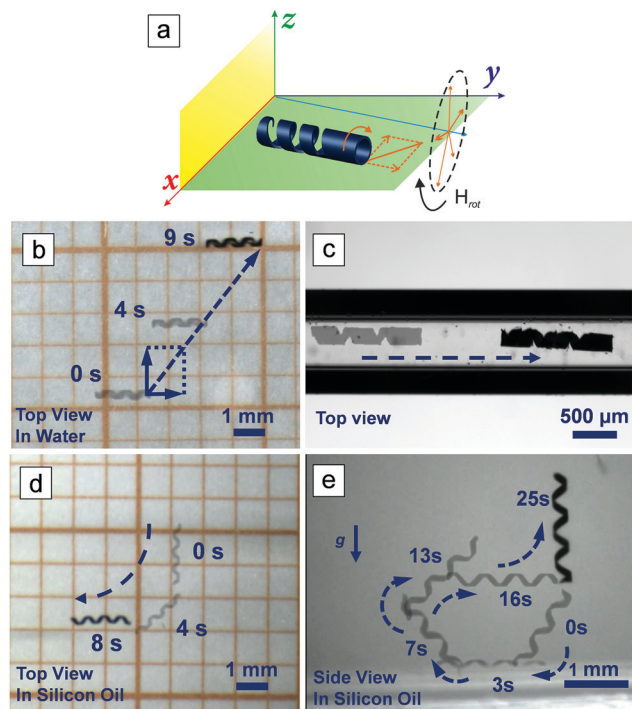 a
z
y
x
Hrot
b
9 s
4 s
0 s
1 mm
Top View
In Water
c
Top view
500 µm
d
0 s
4 s
8 s
1 mm
Top View
In Silicon Oil
e
25s
g
13s
16s
0s
7s
3s
Side View
In Silicon Oil
1 mm